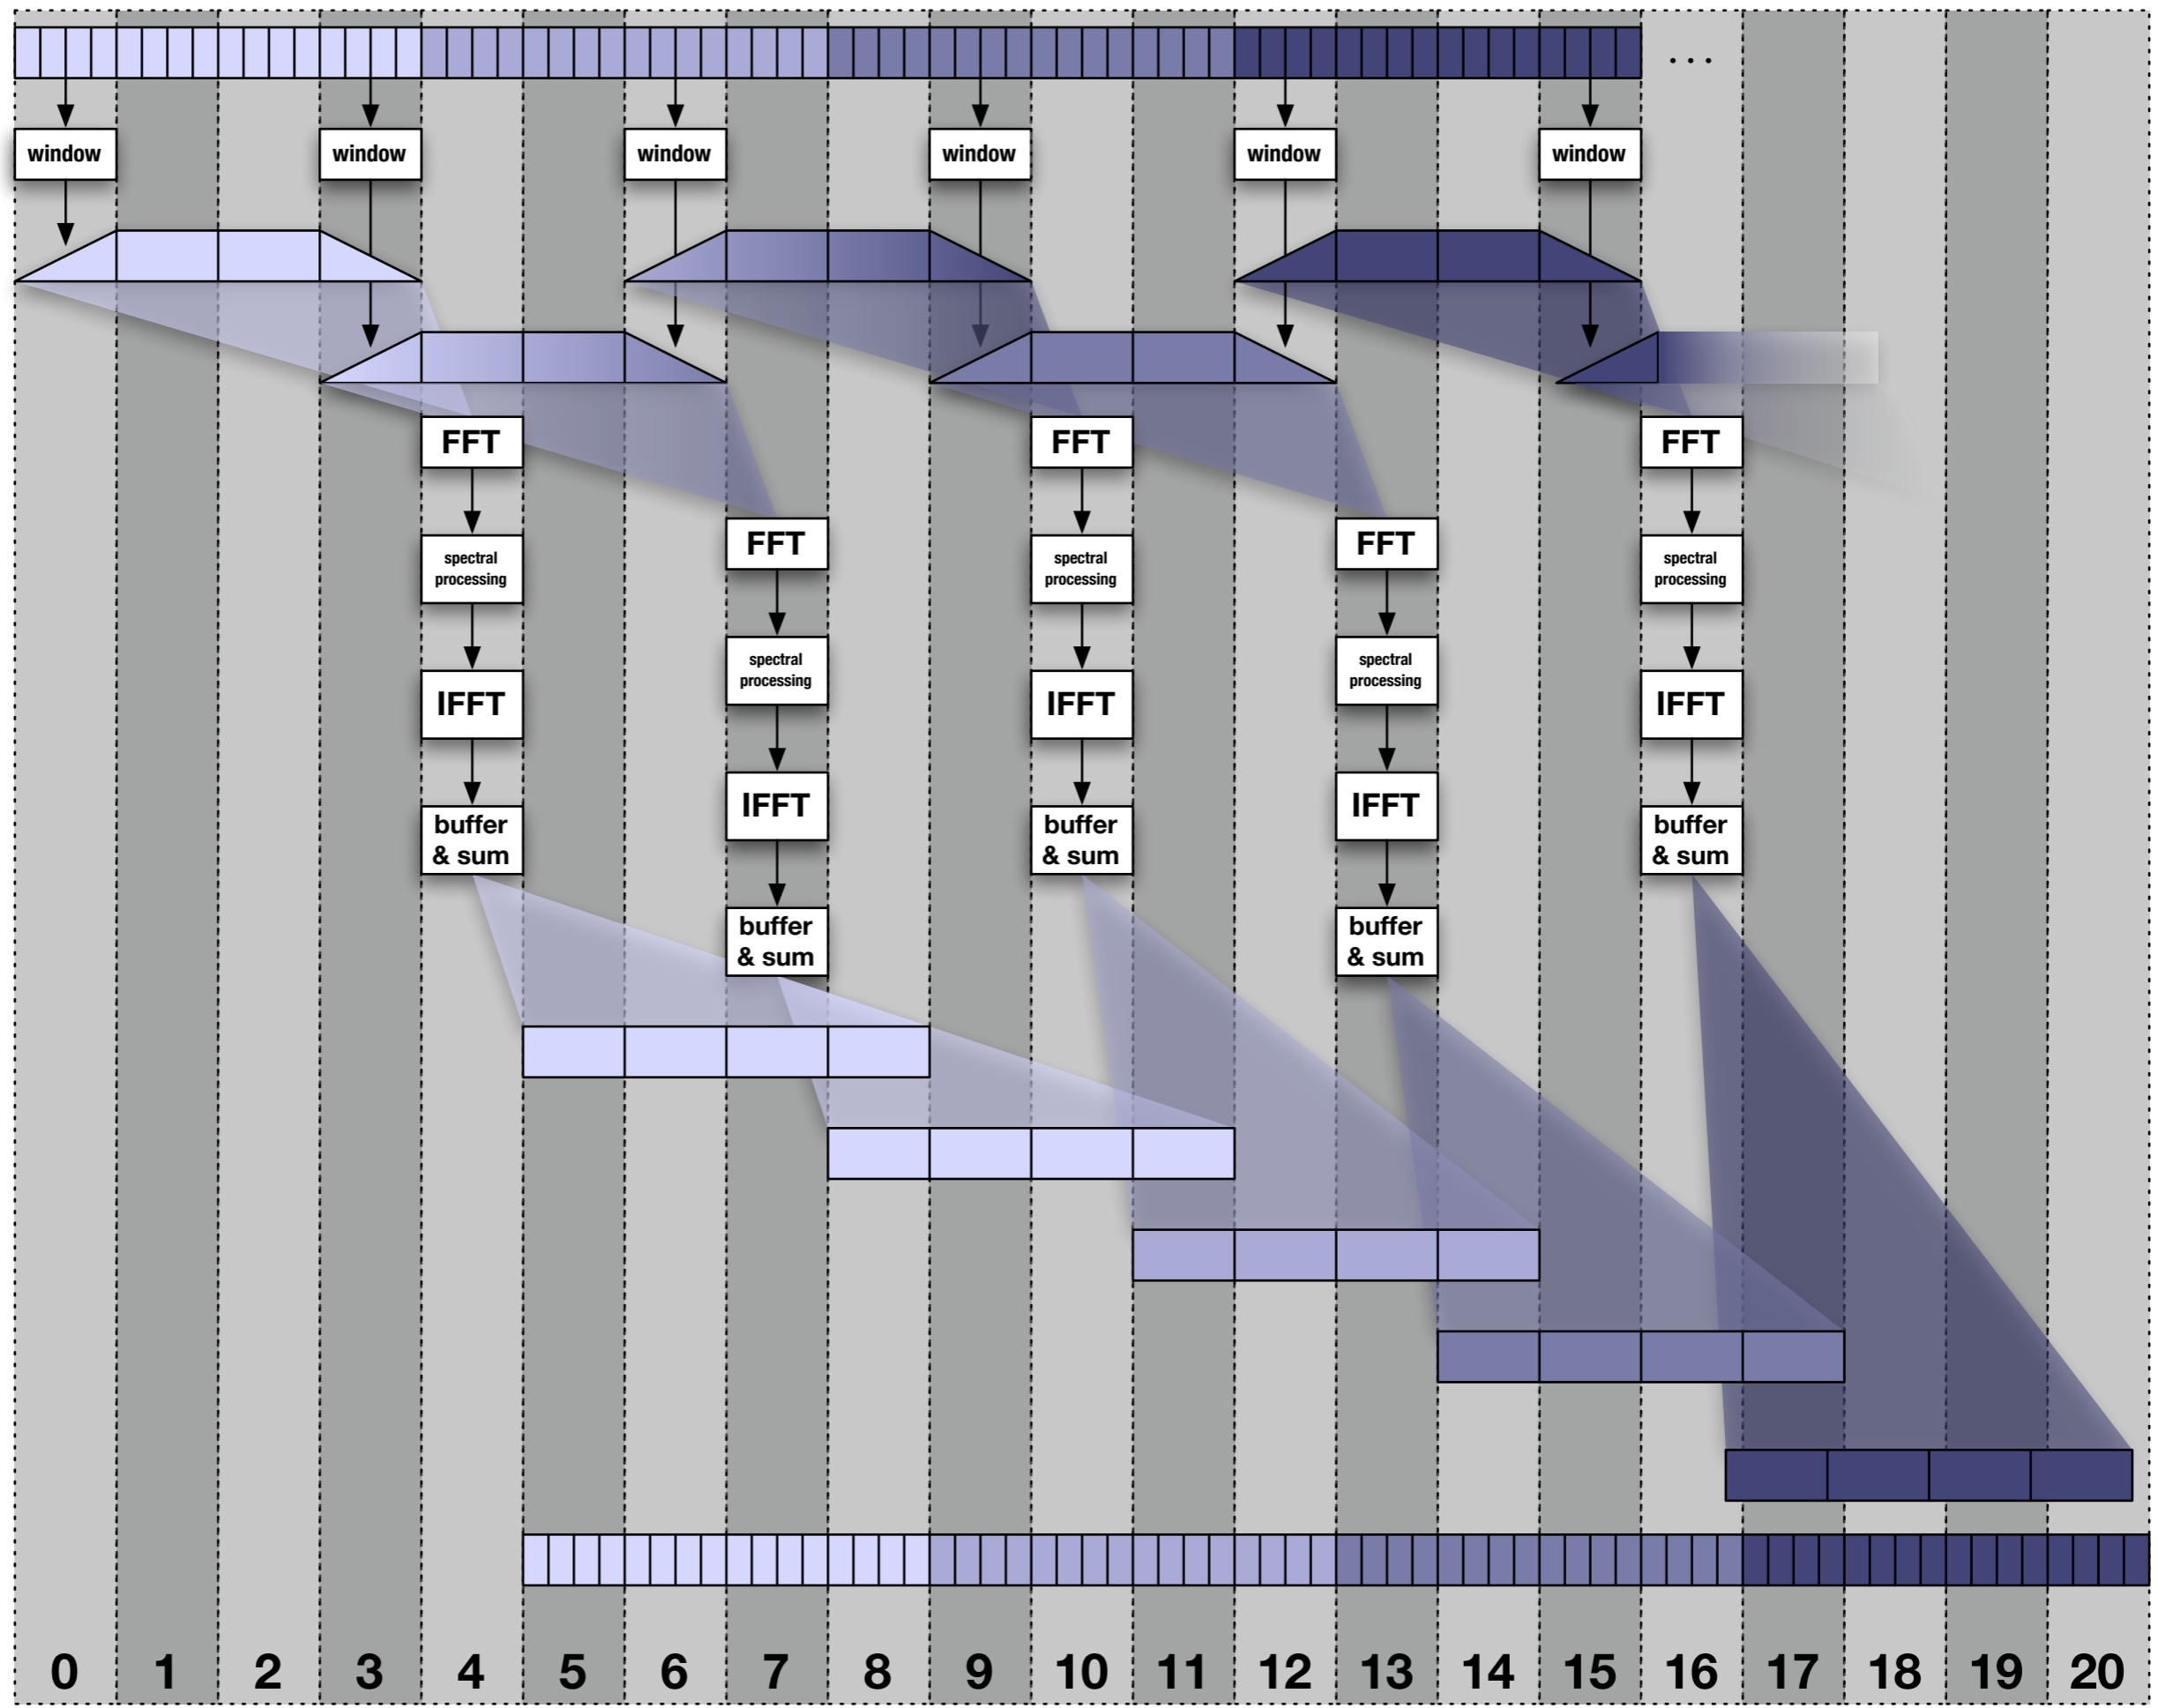 ...
window window window window window window
FFT FFT FFT
FFT FFT
spectral spectral spectral
processing processing processing
spectral spectral
processing processing
IFFT IFFT IFFT
IFFT IFFT
buffer buffer buffer
& sum & sum & sum
buffer buffer
& sum & sum
0 1 2 3 4 5 6 7 8 9 10 11 12 13 14 15 16 17 18 19 20